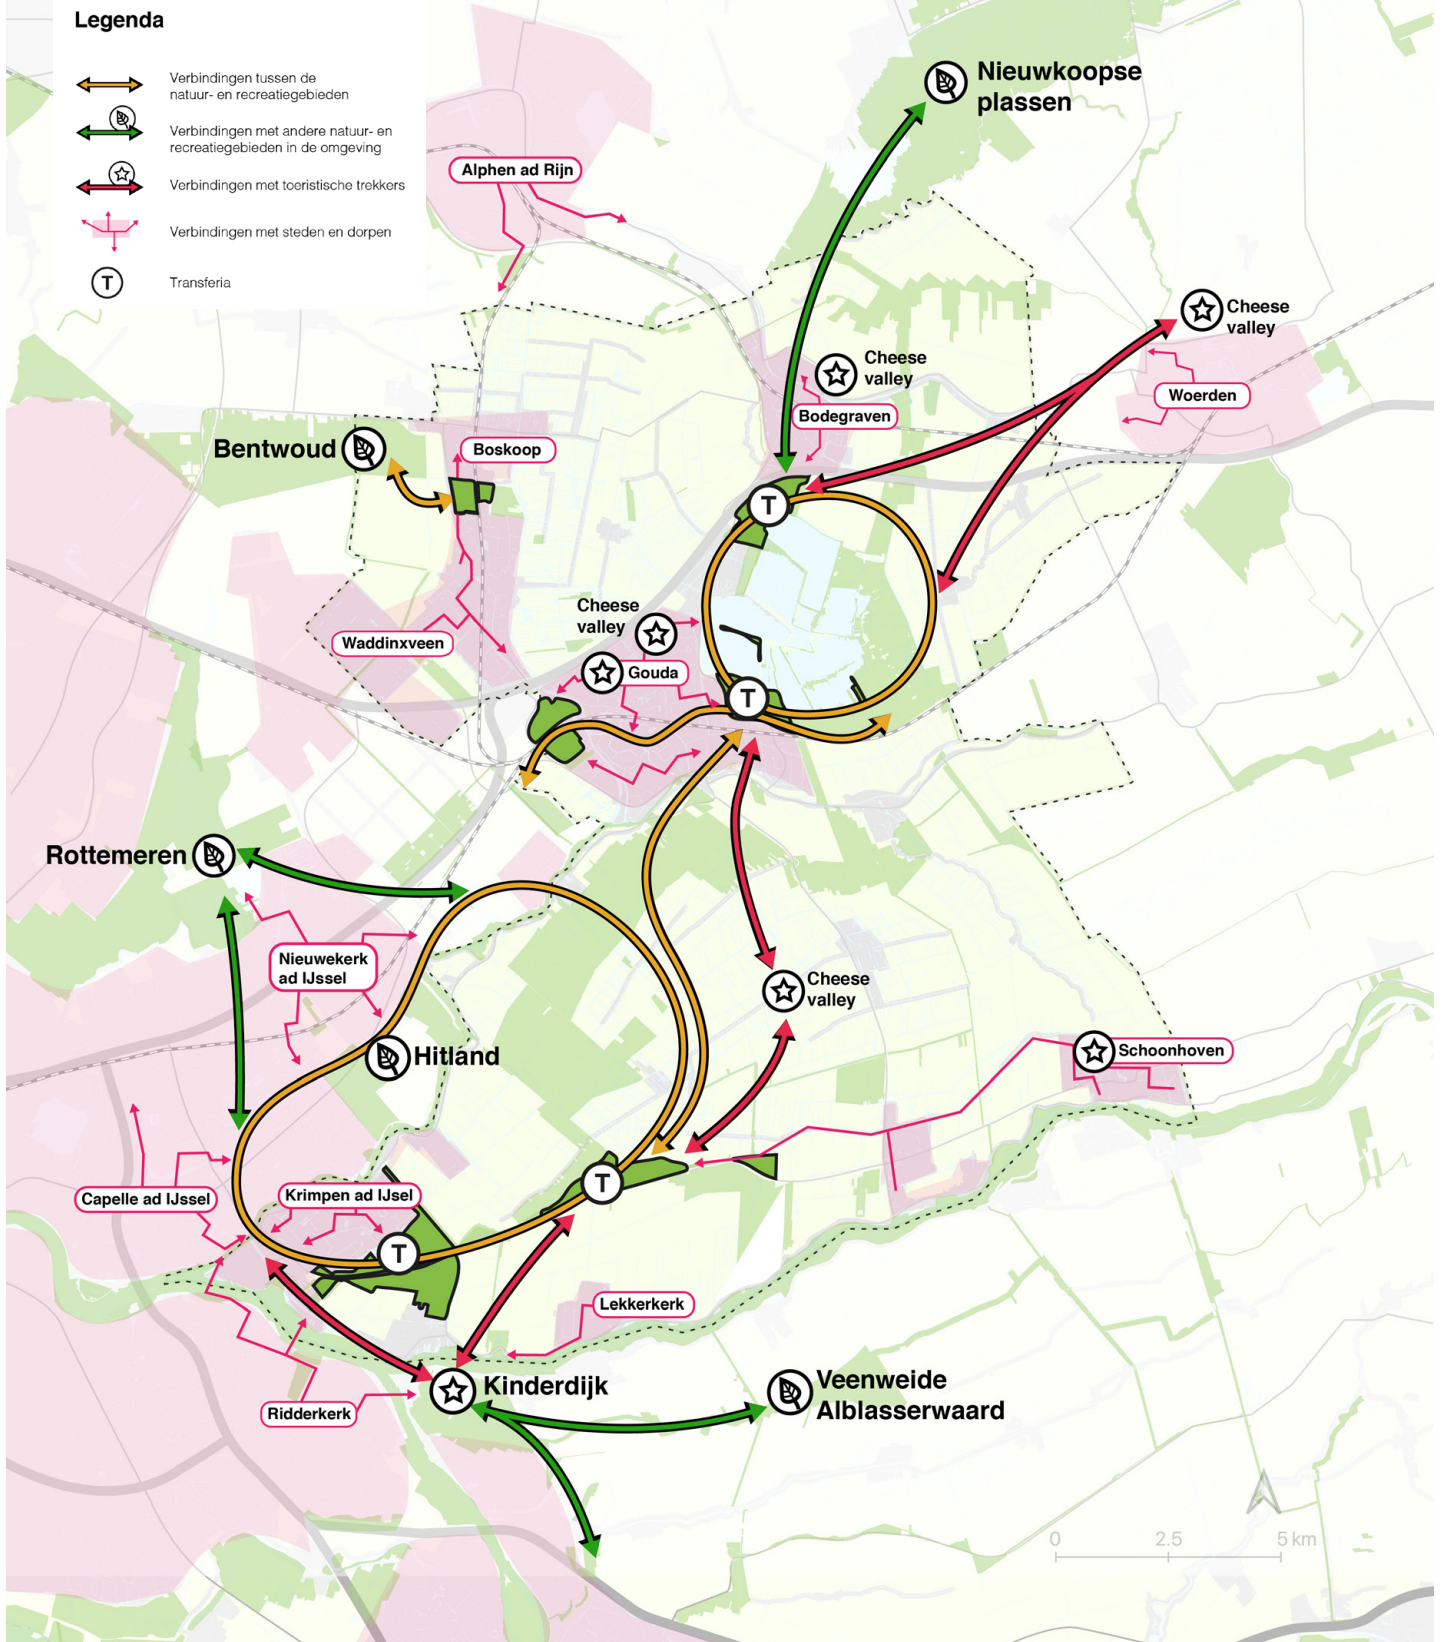 Legenda
Verbindingen tussen de
natuur- en recreatiegebieden
Verbindingen met andere natuur- en
recreatiegebieden in de omgeving
Verbindingen met toeristische trekkers
Verbindingen met steden en dorpen
T
Transferia
Nieuwkoopse
plassen
Alphen ad Rijn
Cheese
valley
Cheese
valley
Woerden
Bodegraven
Bentwoud
Boskoop
T
Cheese
valley
Waddinxveen
Gouda
T
Rottemeren
Nieuwekerk
ad IJssel
Cheese
valley
Hitland
Schoonhoven
T
Capelle ad IJssel
Krimpen ad IJsel
T
Lekkerkerk
Kinderdijk
Veenweide
Alblasserwaard
Ridderkerk
0 2.5 5 km